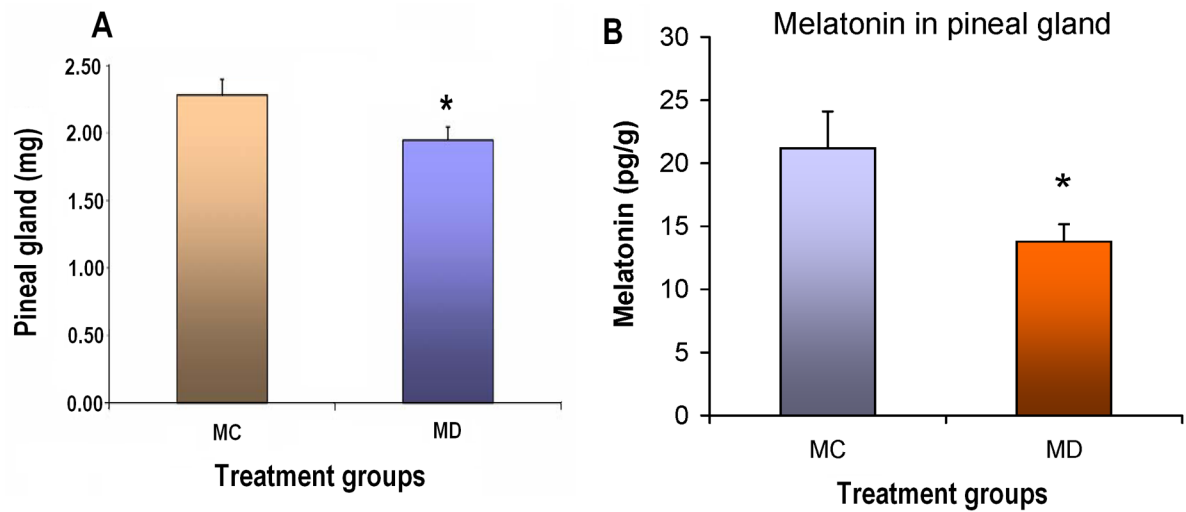 A
Pineal gland (mg)
2.50
2.00
1.50
1.00
0.50
0.00
*
MC
MD
Treatment groups
B
Melatonin in pineal gland
Melatonin (pg/g)
30
25
20
15
10
5
0
*
MC
MD
Treatment groups